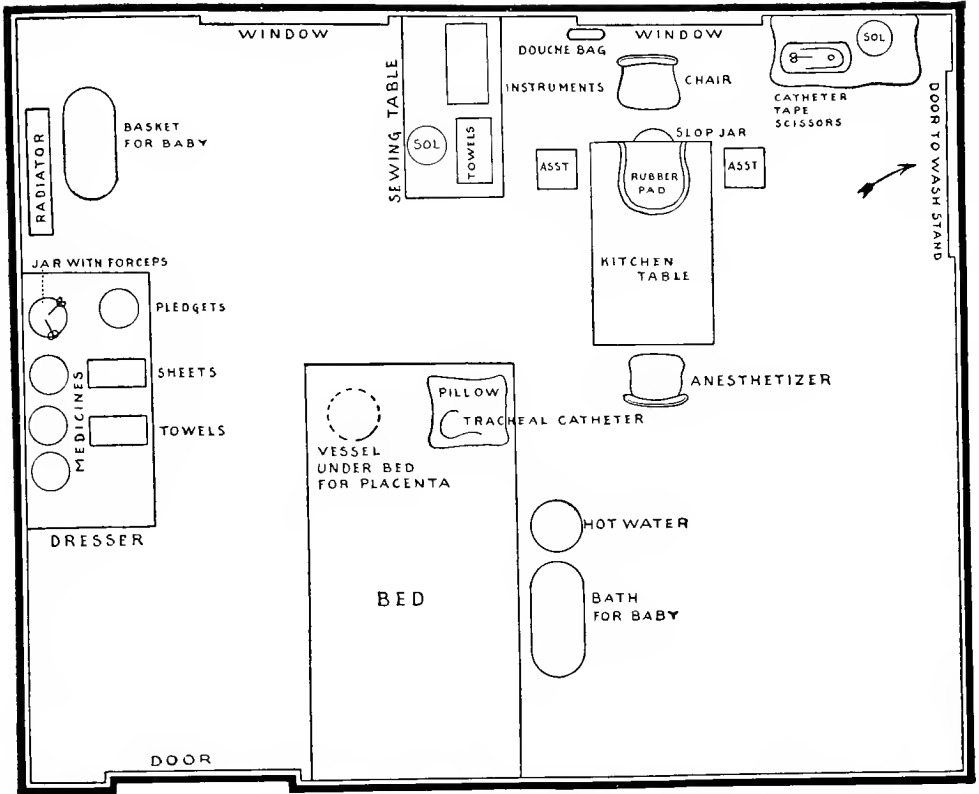 WINDOW
SEWING TABLE
SOL
TOWELS
INSTRUMENTS
DOUCHE BAG
WINDOW
CHAIR
SOL
CATHETER
TAPE
SCISSORS
DOOR TO WASH STAND
RADIATOR
BASKET
FOR BABY
SLOP JAR
ASST
RUBBER
PAD
ASST
KITCHEN
TABLE
JAR WITH FORCEPS
PLEDGETS
MEDICINES
SHEETS
TOWELS
DRESSER
ANESTHETIZER
PILLOW
TRACHEAL CATHETER
VESSEL
UNDER BED
FOR PLACENTA
HOT WATER
BED
BATH
FOR BABY
DOOR